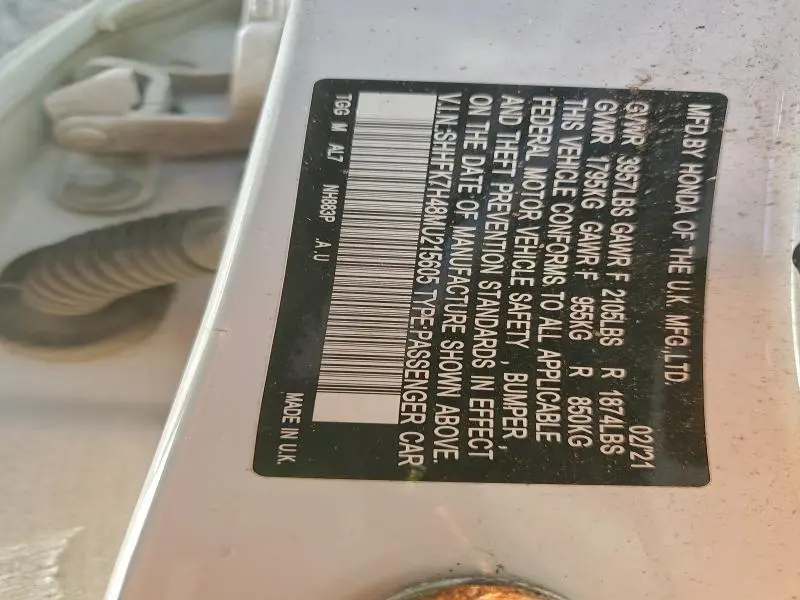 MFD.BY HONDA OF THE U.K. MFG.,LTD. 02'21
GVWR 3957LBS GAWR F 2105LBS R 1874LBS
GVWR 1795KG GAWR F 955KG R 850KG
THIS VEHICLE CONFORMS TO ALL APPLICABLE
FEDERAL MOTOR VEHICLE SAFETY, BUMPER,
AND THEFT PREVENTION STANDARDS IN EFFECT
ON THE DATE OF MANUFACTURE SHOWN ABOVE.
V.I.N.:SHHFK7H48MU215605 TYPE:PASSENGER CAR
TGG M AL7 NH883P A.U MADE IN U.K.